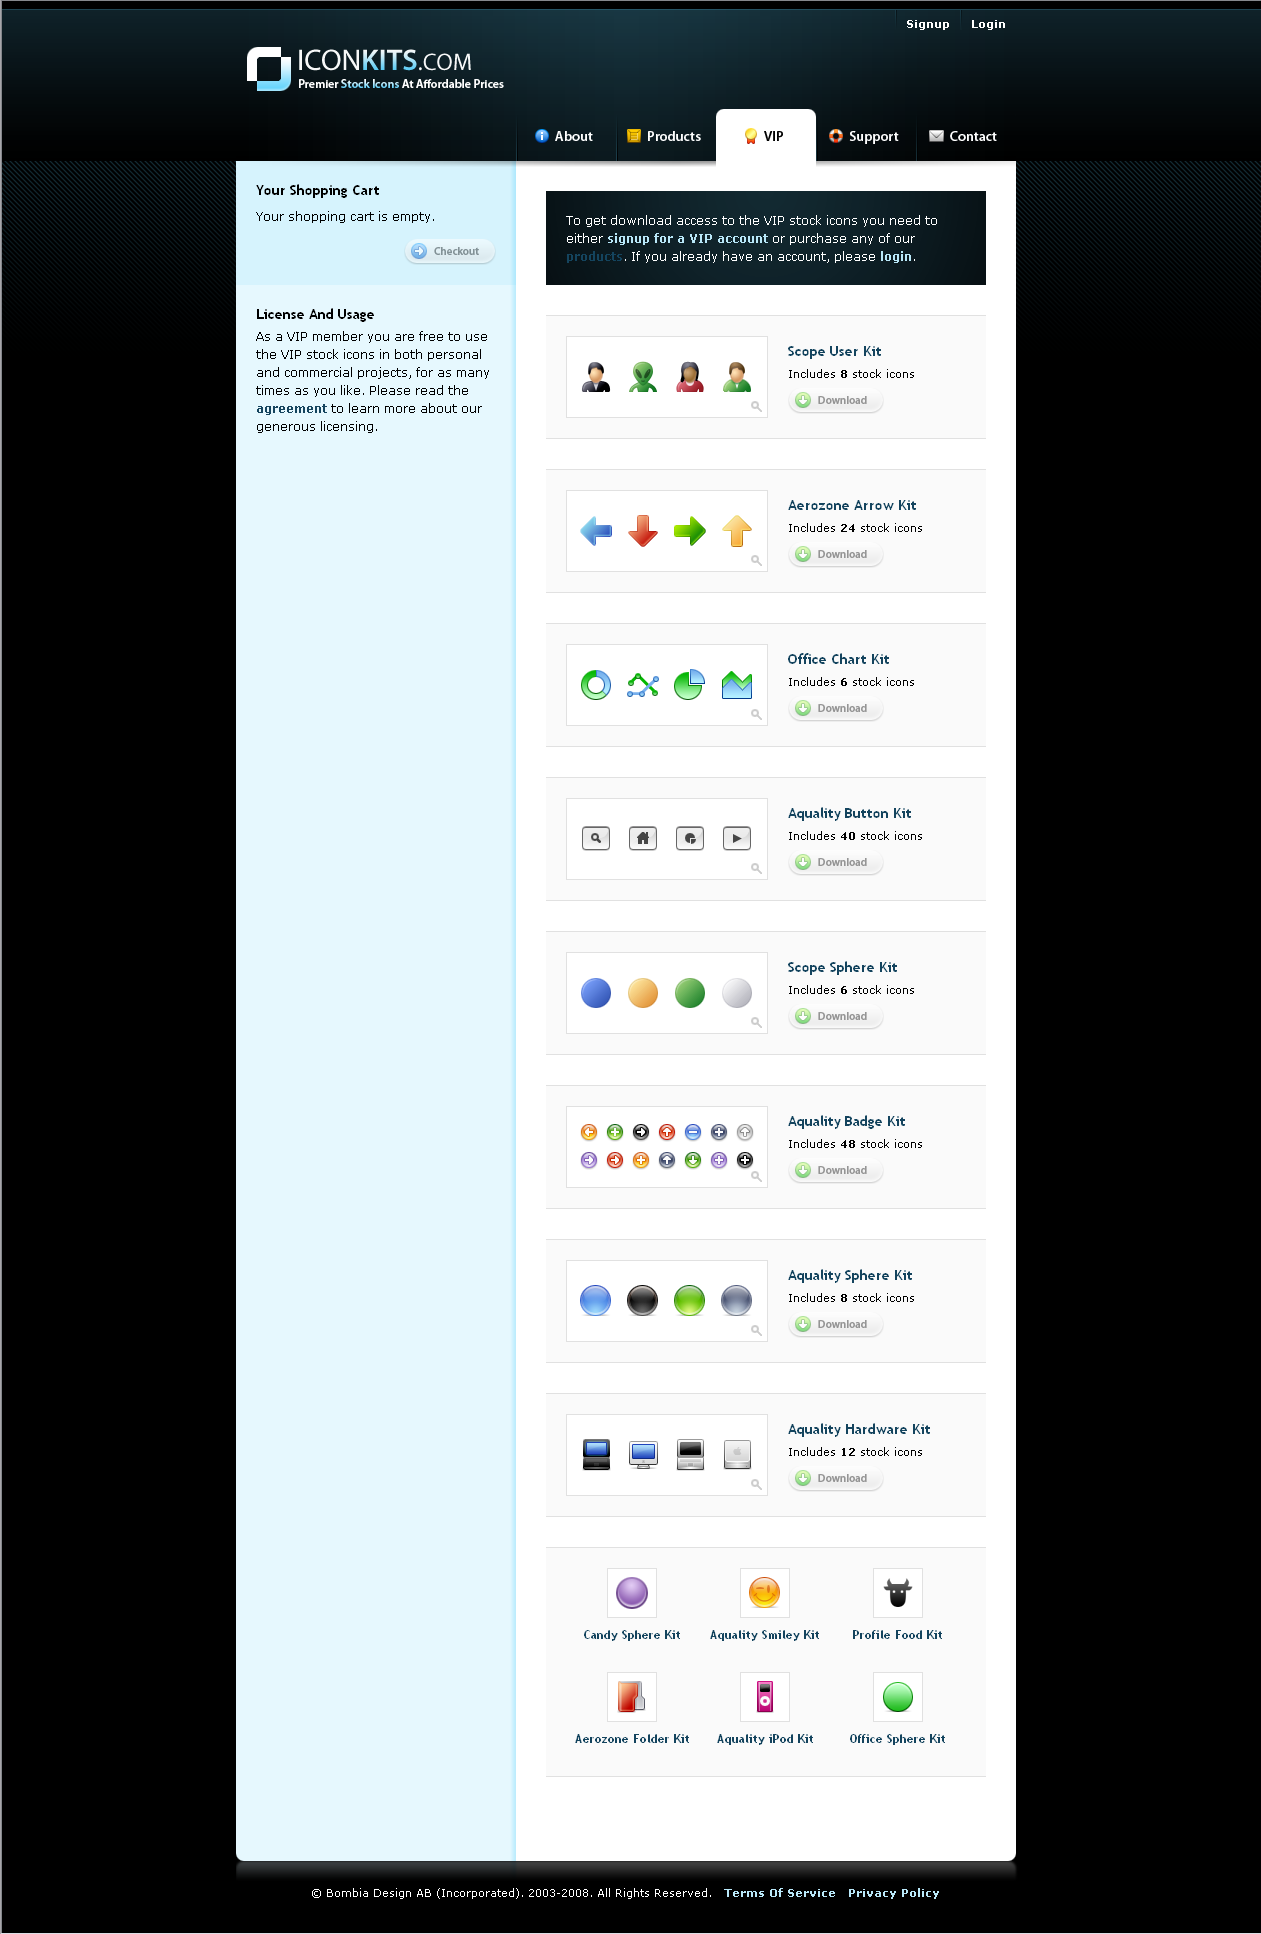 Signup Login
ICONKITS.COM
Premier Stock Icons At Affordable Prices
About Products VIP Support Contact
Your Shopping Cart
Your shopping cart is empty.
Checkout
License And Usage
As a VIP member you are free to use
the VIP stock icons in both personal
and commercial projects, for as many
times as you like. Please read the
agreement to learn more about our
generous licensing.
To get download access to the VIP stock icons you need to
either signup for a VIP account or purchase any of our
products. If you already have an account, please login.
Scope User Kit
Includes 8 stock icons
Download
Aerozone Arrow Kit
Includes 24 stock icons
Download
Office Chart Kit
Includes 6 stock icons
Download
Aquality Button Kit
Includes 40 stock icons
Download
Scope Sphere Kit
Includes 6 stock icons
Download
Aquality Badge Kit
Includes 48 stock icons
Download
Aquality Sphere Kit
Includes 8 stock icons
Download
Aquality Hardware Kit
Includes 12 stock icons
Download
Candy Sphere Kit Aquality Smiley Kit Profile Food Kit
Aerozone Folder Kit Aquality iPod Kit Office Sphere Kit
© Bombia Design AB (Incorporated). 2003-2008. All Rights Reserved. Terms Of Service Privacy Policy